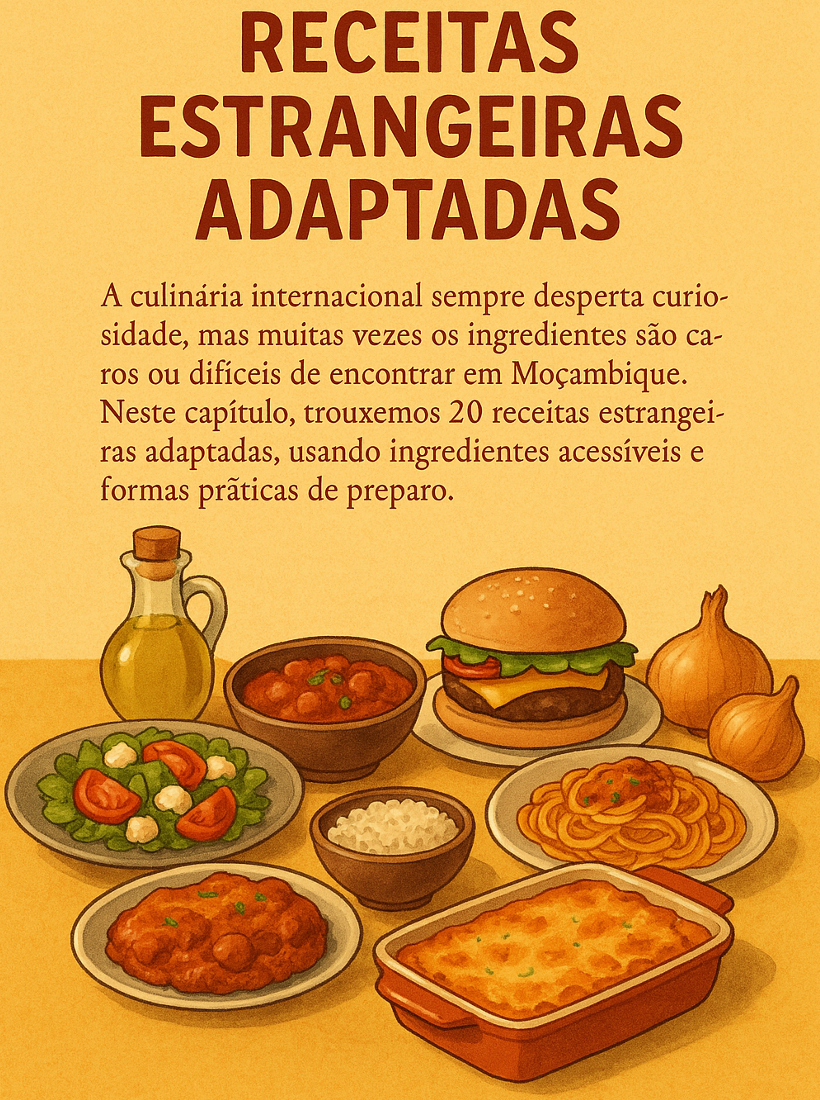 RECEITAS
ESTRANGEIRAS
ADAPTADAS
A culinária internacional sempre desperta curio-
sidade, mas muitas vezes os ingredientes são ca-
ros ou difíceis de encontrar em Moçambique.
Neste capítulo, trouxemos 20 receitas estrangei-
ras adaptadas, usando ingredientes acessíveis e
formas prãticas de preparo.